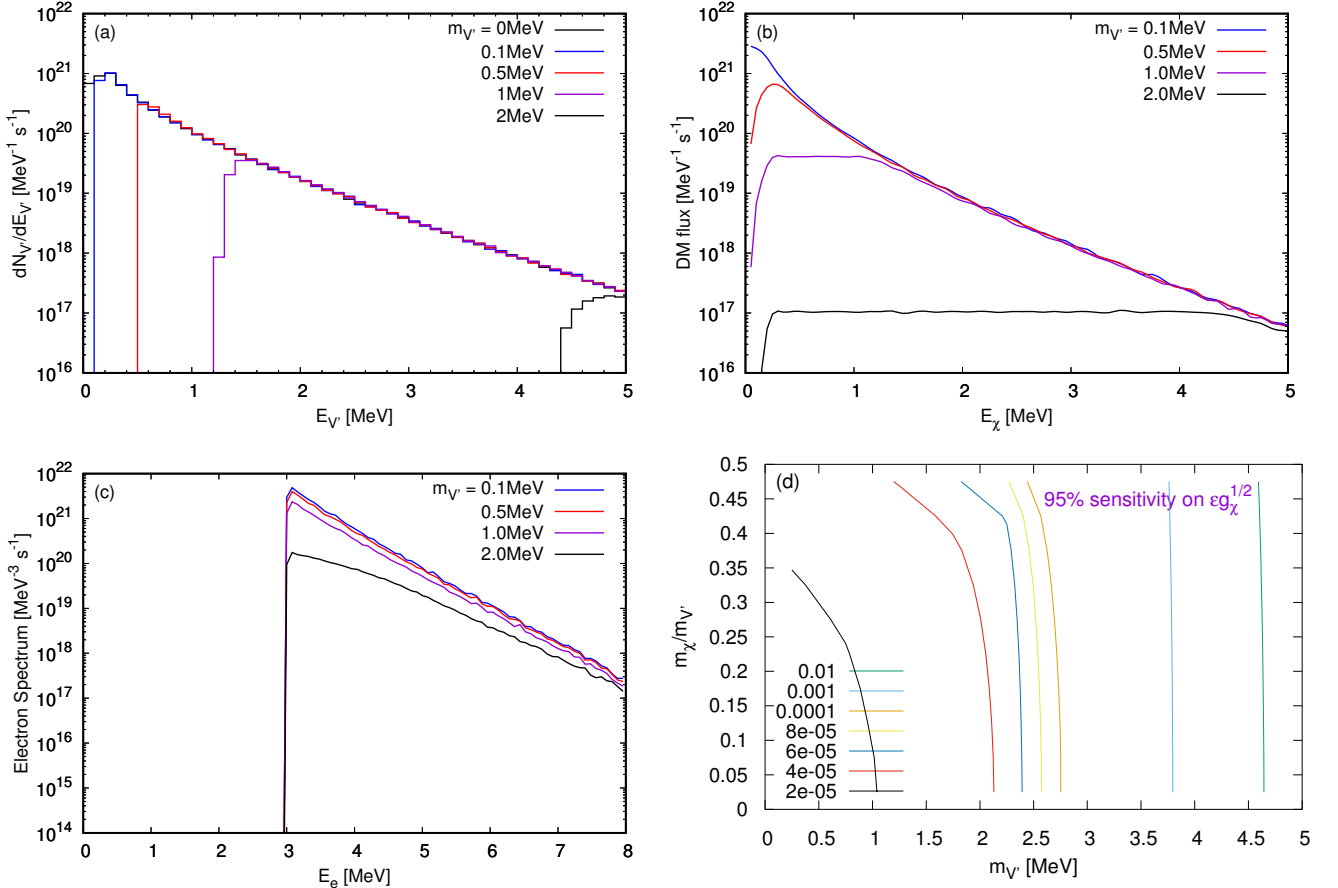 (a)
m_V' = 0MeV
0.1MeV
0.5MeV
1MeV
2MeV
10^22
10^21
10^20
10^19
10^18
10^17
10^16
dN_V'/dE_V' [MeV^-1 s^-1]
0 1 2 3 4 5
E_V' [MeV]
(b)
m_V' = 0.1MeV
0.5MeV
1.0MeV
2.0MeV
10^22
10^21
10^20
10^19
10^18
10^17
10^16
DM flux [MeV^-1 s^-1]
0 1 2 3 4 5
E_χ [MeV]
(c)
m_V' = 0.1MeV
0.5MeV
1.0MeV
2.0MeV
10^22
10^21
10^20
10^19
10^18
10^17
10^16
10^15
10^14
Electron Spectrum [MeV^-3 s^-1]
0 1 2 3 4 5 6 7 8
E_e [MeV]
(d)
95% sensitivity on εg_χ^1/2
0.5
0.45
0.4
0.35
0.3
0.25
0.2
0.15
0.1
0.05
0
m_χ/m_V'
0.01
0.001
0.0001
8e-05
6e-05
4e-05
2e-05
0 0.5 1 1.5 2 2.5 3 3.5 4 4.5 5
m_V' [MeV]